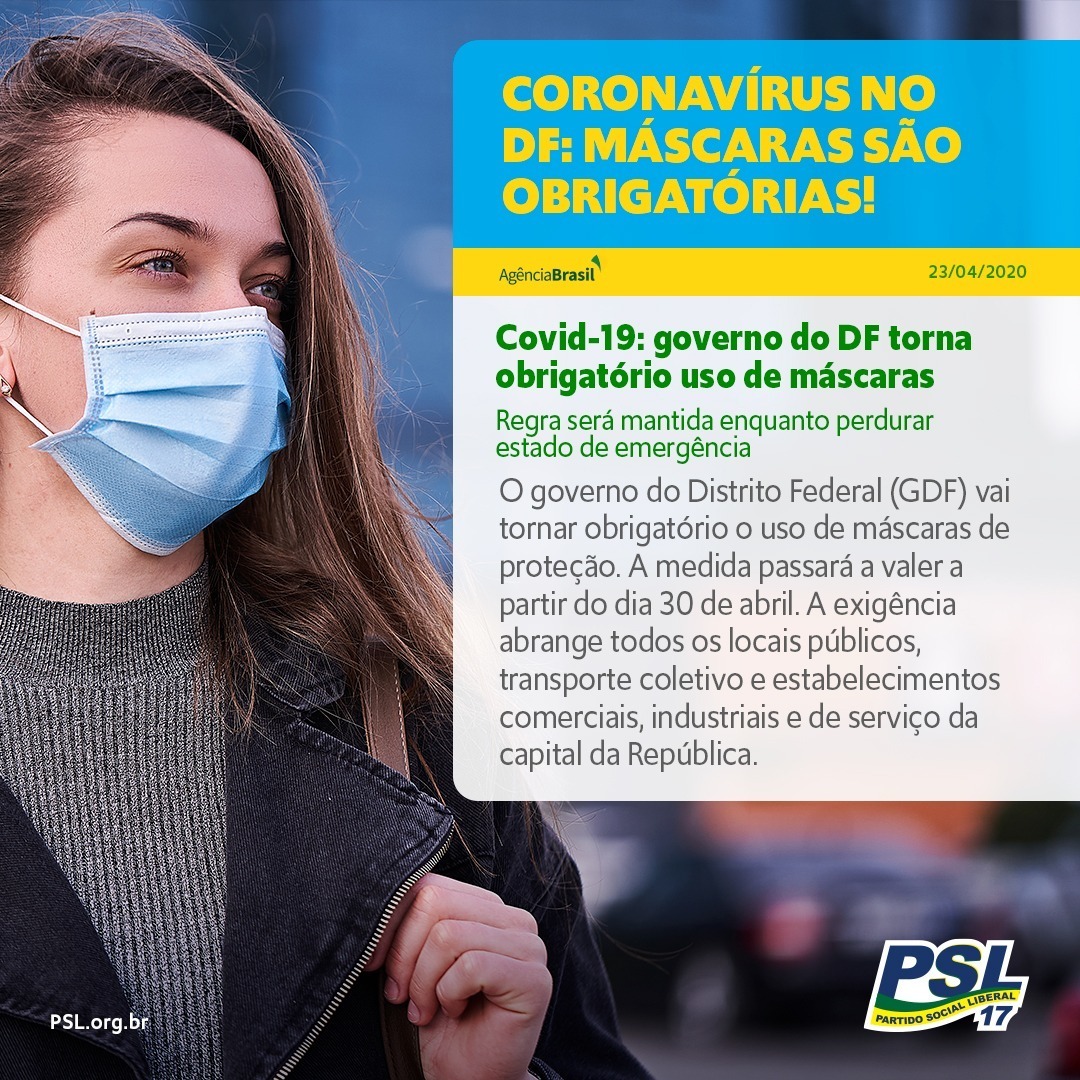 CORONAVÍRUS NO
DF: MÁSCARAS SÃO
OBRIGATÓRIAS!
AgênciaBrasil
23/04/2020
Covid-19: governo do DF torna
obrigatório uso de máscaras
Regra será mantida enquanto perdurar
estado de emergência
O governo do Distrito Federal (GDF) vai
tornar obrigatório o uso de máscaras de
proteção. A medida passará a valer a
partir do dia 30 de abril. A exigência
abrange todos os locais públicos,
transporte coletivo e estabelecimentos
comerciais, industriais e de serviço da
capital da República.
PSL.org.br
PSL
PARTIDO SOCIAL LIBERAL
17